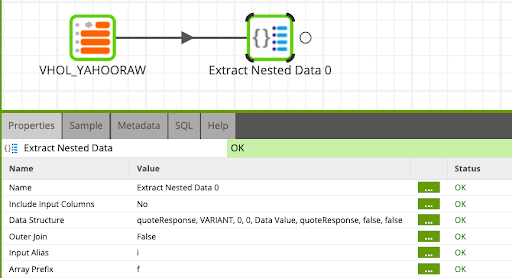 VHOL_YAHOORAW
Extract Nested Data 0
Properties Sample Metadata SQL Help
{} Extract Nested Data OK
Name Value Status
Name Extract Nested Data 0 ... OK
Include Input Columns No ... OK
Data Structure quoteResponse, VARIANT, 0, 0, Data Value, quoteResponse, false, false ... OK
Outer Join False ... OK
Input Alias i ... OK
Array Prefix f ... OK